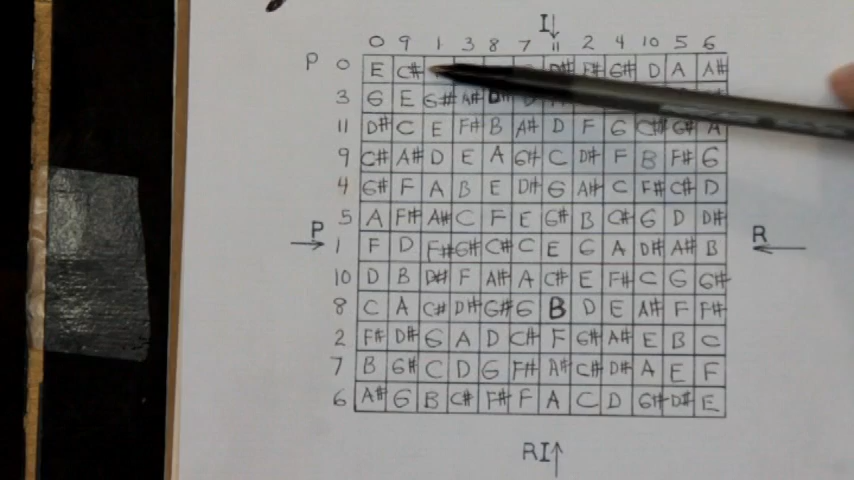 I↓
0 9 1 3 8 7 11 2 4 10 5 6
P 0 E C# D# F# G# D A A#
3 G E G# A#
11 D# C E F# B A# D F G C# G# A
9 C# A# D E A G# C D# F B F# G
4 G# F A B E D# G A# C F# C# D
5 A F# A# C F E G# B C# G D D#
P → 1 F D F# G# C# C E G A D# A# B R ←
10 D B D# F A# A C# E F# C G G#
8 C A C# D# G# G B D E A# F F#
2 F# D# G A D C# F G# A# E B C
7 B G# C D G F# A# C# D# A E F
6 A# G B C# F# F A C D G# D# E
RI↑